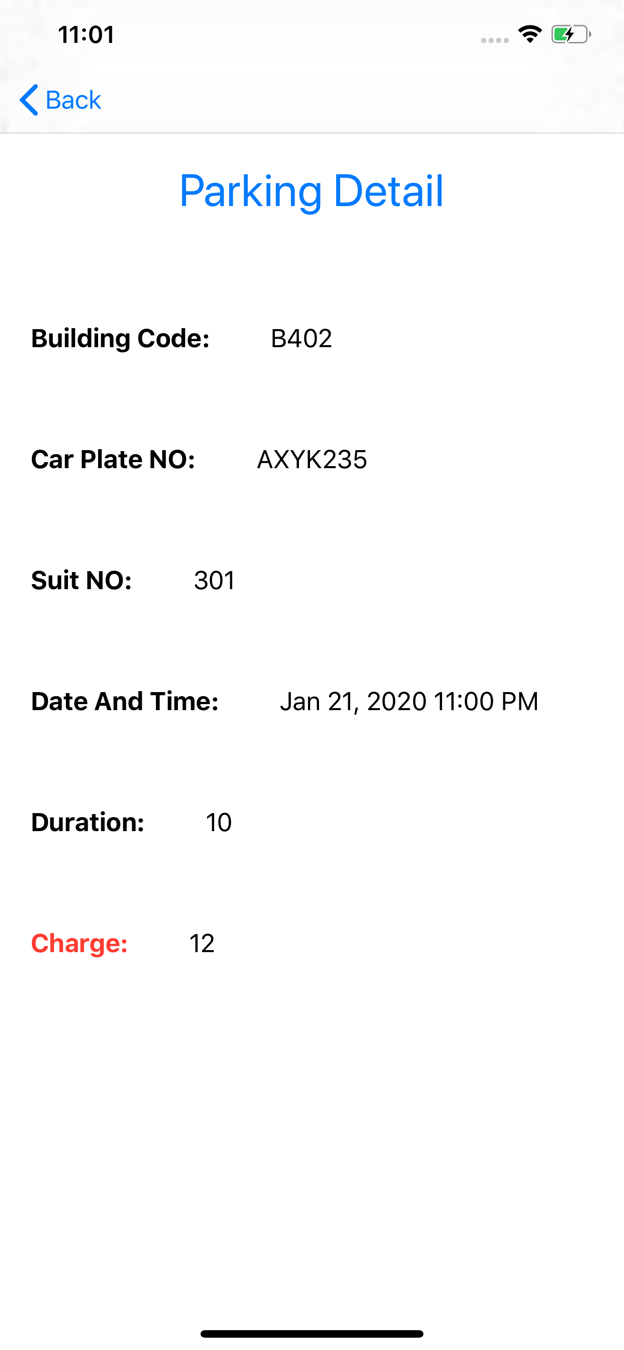 11:01
Back
Parking Detail
Building Code: B402
Car Plate NO: AXYK235
Suit NO: 301
Date And Time: Jan 21, 2020 11:00 PM
Duration: 10
Charge: 12